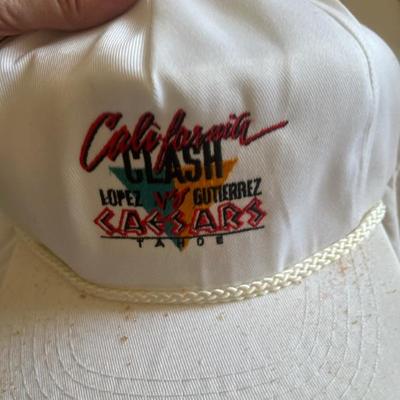 California
CLASH
LOPEZ VS GUTIERREZ
CAESARS
TAHOE